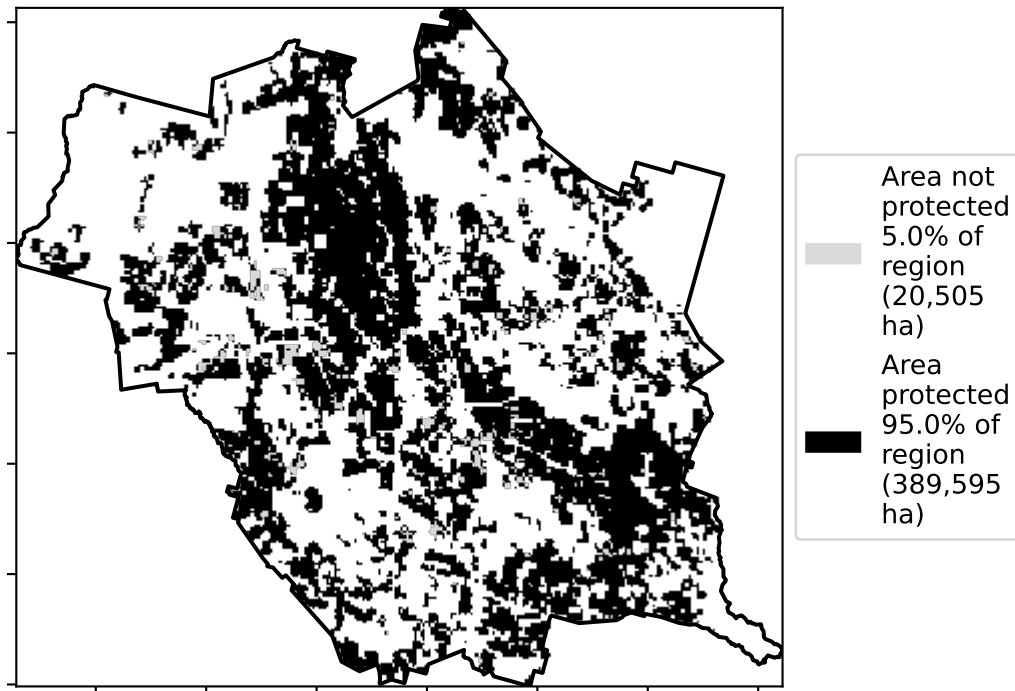 Area not
protected
5.0% of
region
(20,505
ha)
Area
protected
95.0% of
region
(389,595
ha)